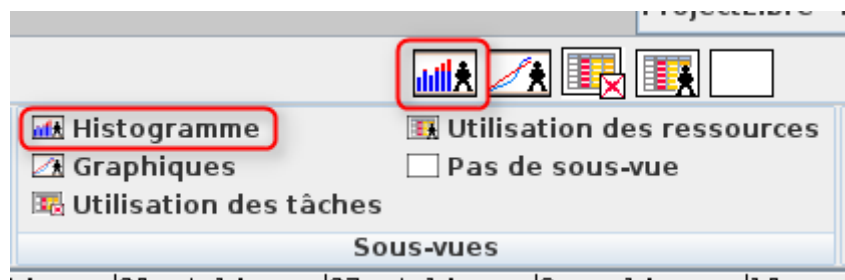 ProjectLibre
Histogramme
Utilisation des ressources
Graphiques
Pas de sous-vue
Utilisation des tâches
Sous-vues